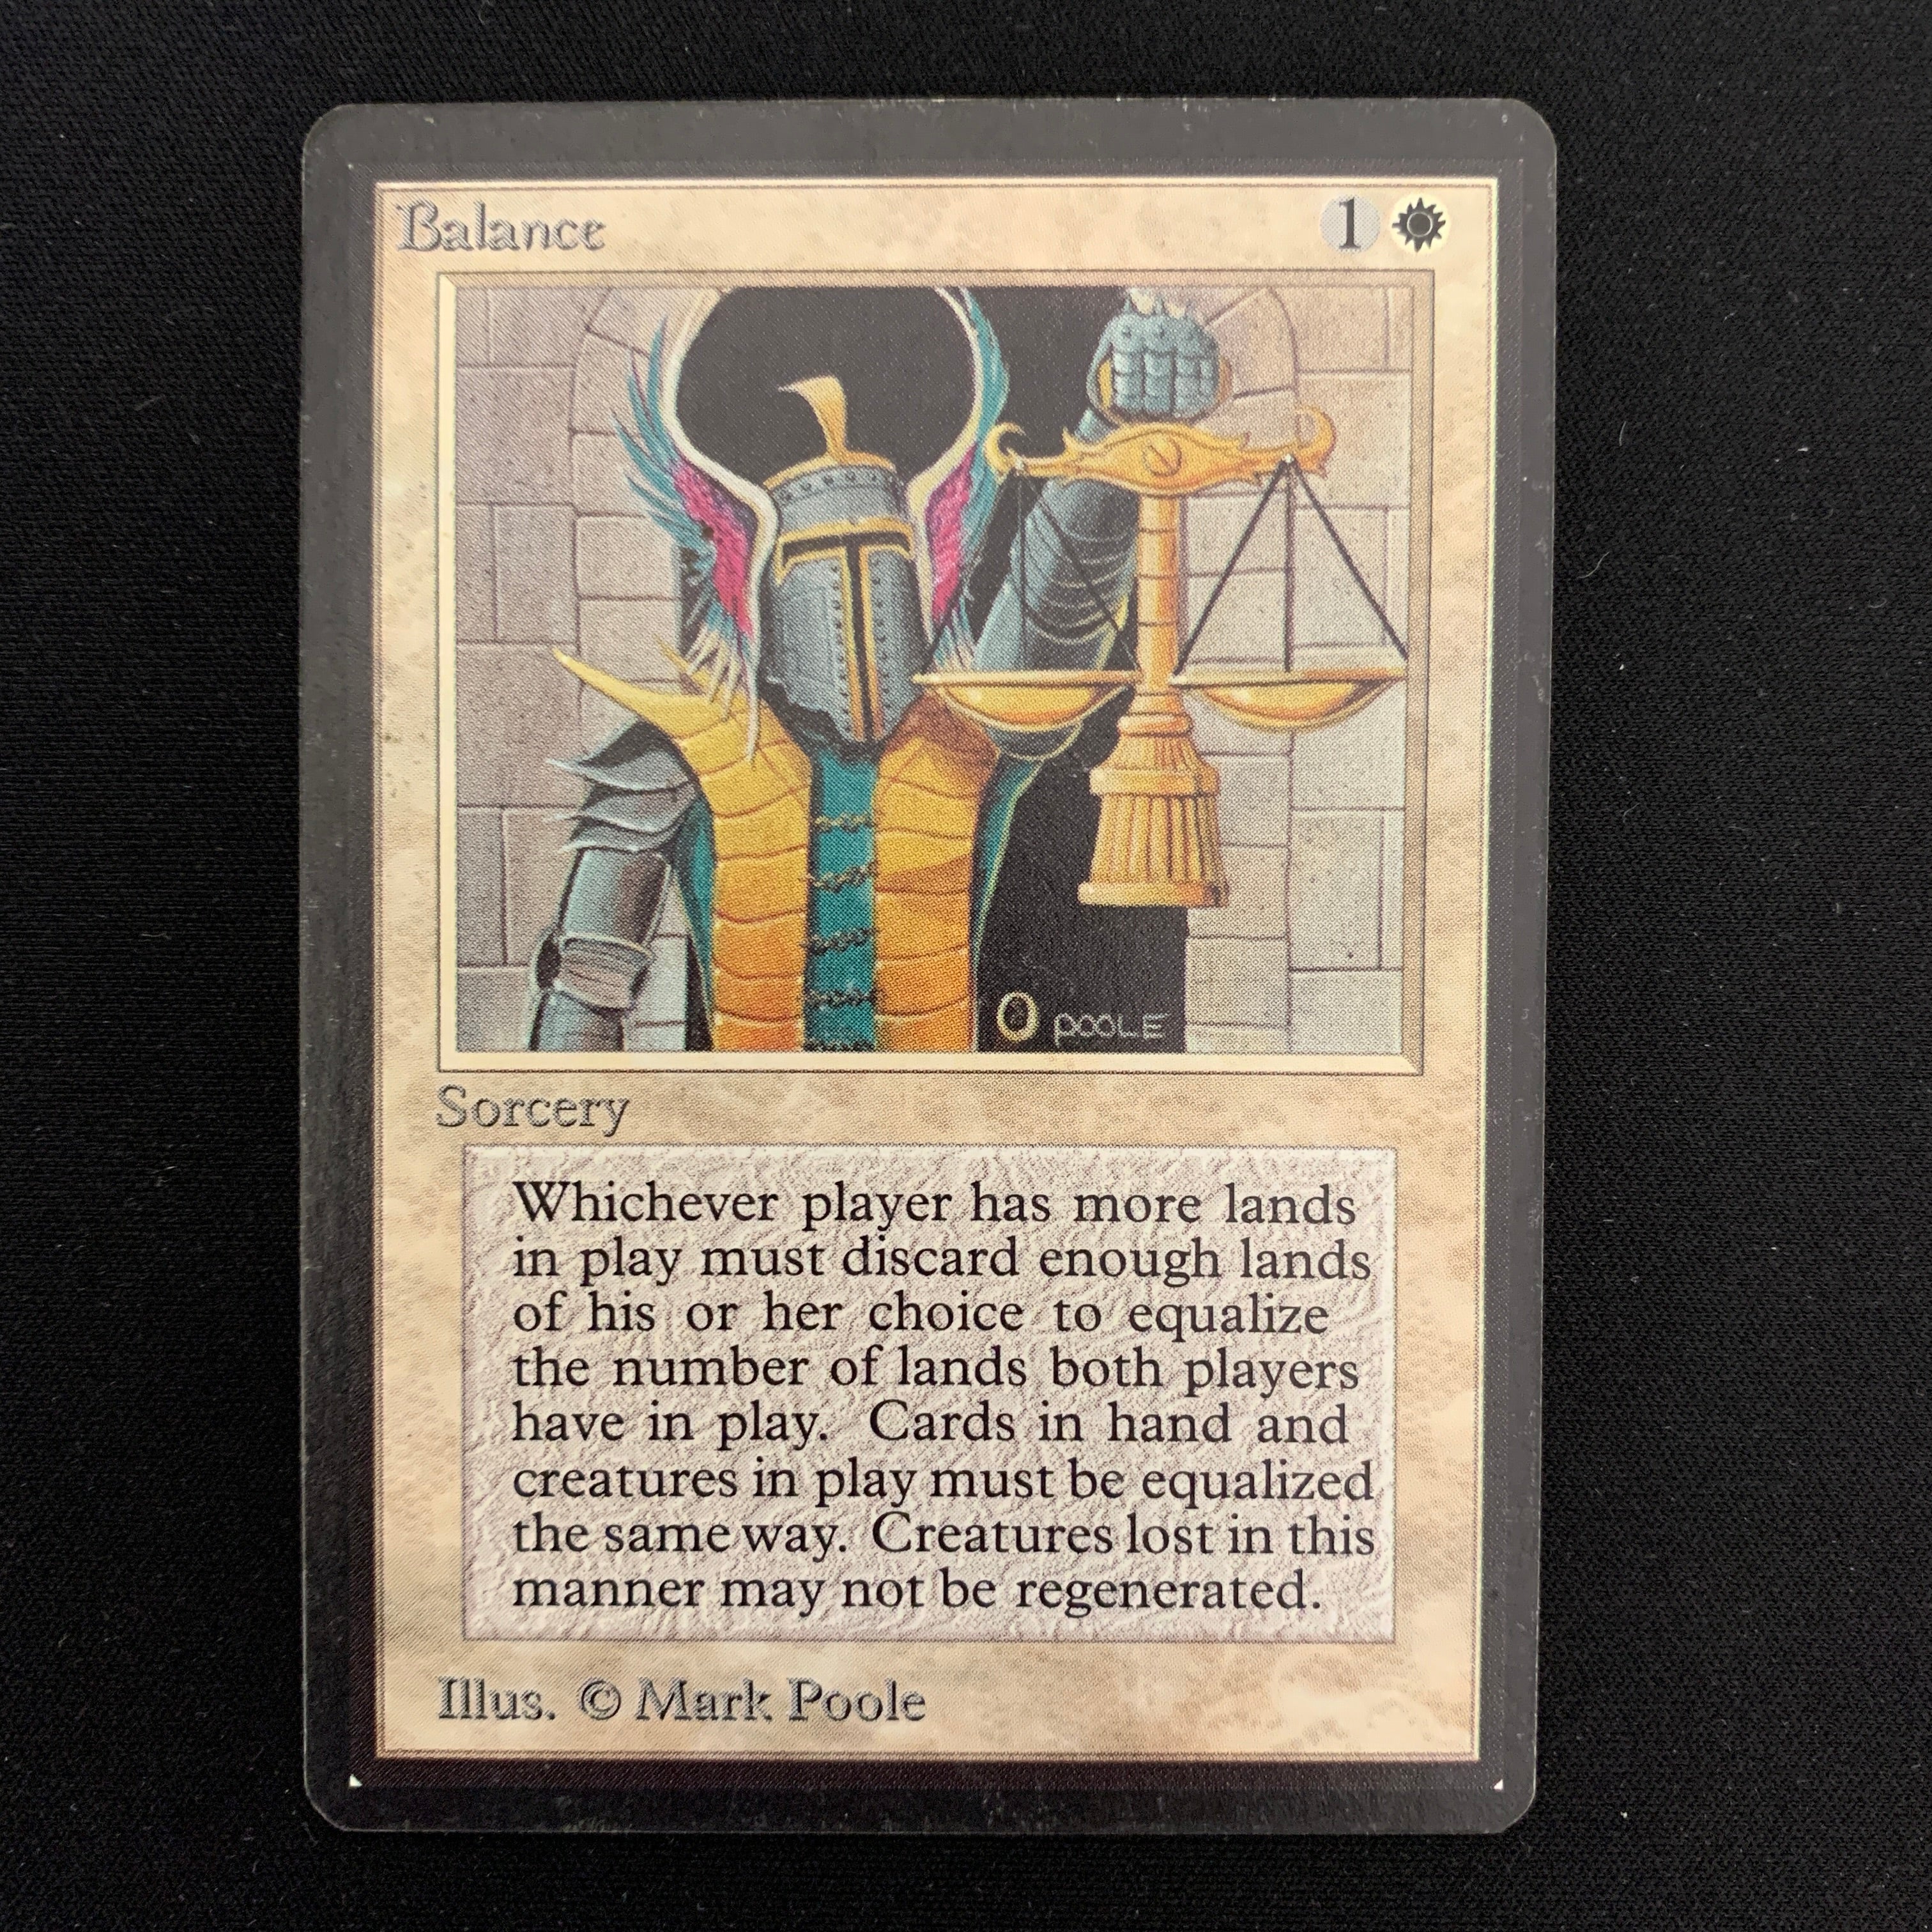 Balance 1
POOLE
Sorcery
Whichever player has more lands
in play must discard enough lands
of his or her choice to equalize
the number of lands both players
have in play. Cards in hand and
creatures in play must be equalized
the same way. Creatures lost in this
manner may not be regenerated.
Illus. © Mark Poole